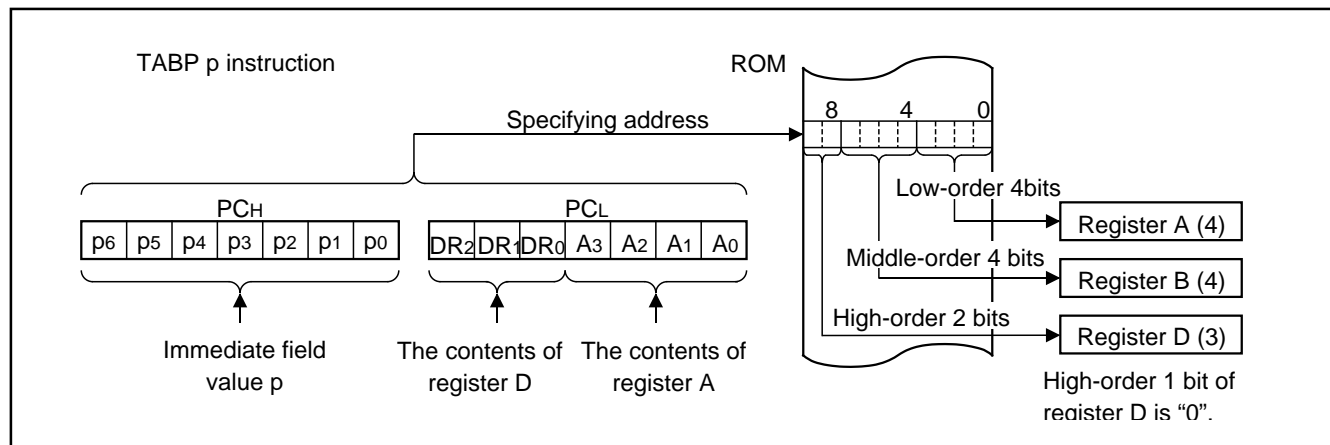 TABP p instruction
ROM
8 4 0
Specifying address
Low-order 4bits
PCH
PCL
p6 p5 p4 p3 p2 p1 p0
DR2 DR1 DR0 A3 A2 A1 A0
Register A (4)
Middle-order 4 bits
Register B (4)
High-order 2 bits
Register D (3)
Immediate field
value p
The contents of
register D
The contents of
register A
High-order 1 bit of
register D is “0”.